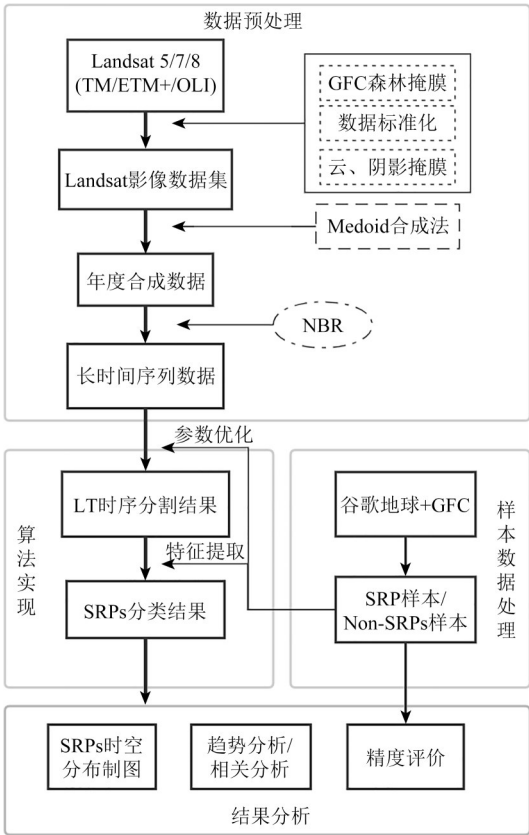 数据预处理
Landsat 5/7/8
(TM/ETM+/OLI)
GFC森林掩膜
数据标准化
云、阴影掩膜
Landsat影像数据集
Medoid合成法
年度合成数据
NBR
长时间序列数据
参数优化
算法实现
LT时序分割结果
特征提取
SRPs分类结果
谷歌地球+GFC
SRP样本/
Non-SRPs样本
样本数据处理
SRPs时空
分布制图
趋势分析/
相关分析
精度评价
结果分析